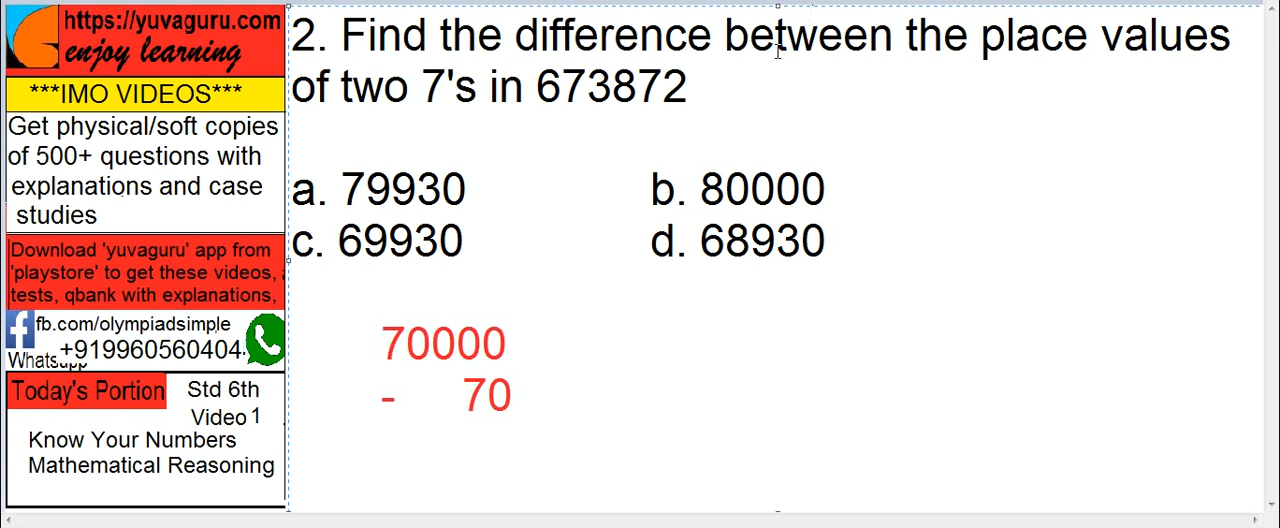 https://yuvaguru.com
enjoy learning
***IMO VIDEOS***
Get physical/soft copies
of 500+ questions with
explanations and case
studies
Download 'yuvaguru' app from
'playstore' to get these videos,
tests, qbank with explanations,
fb.com/olympiadsimple
Whatsupp +919960560404
Today's Portion Std 6th
Video 1
Know Your Numbers
Mathematical Reasoning
2. Find the difference between the place values
of two 7's in 673872
a. 79930 b. 80000
c. 69930 d. 68930
70000
- 70